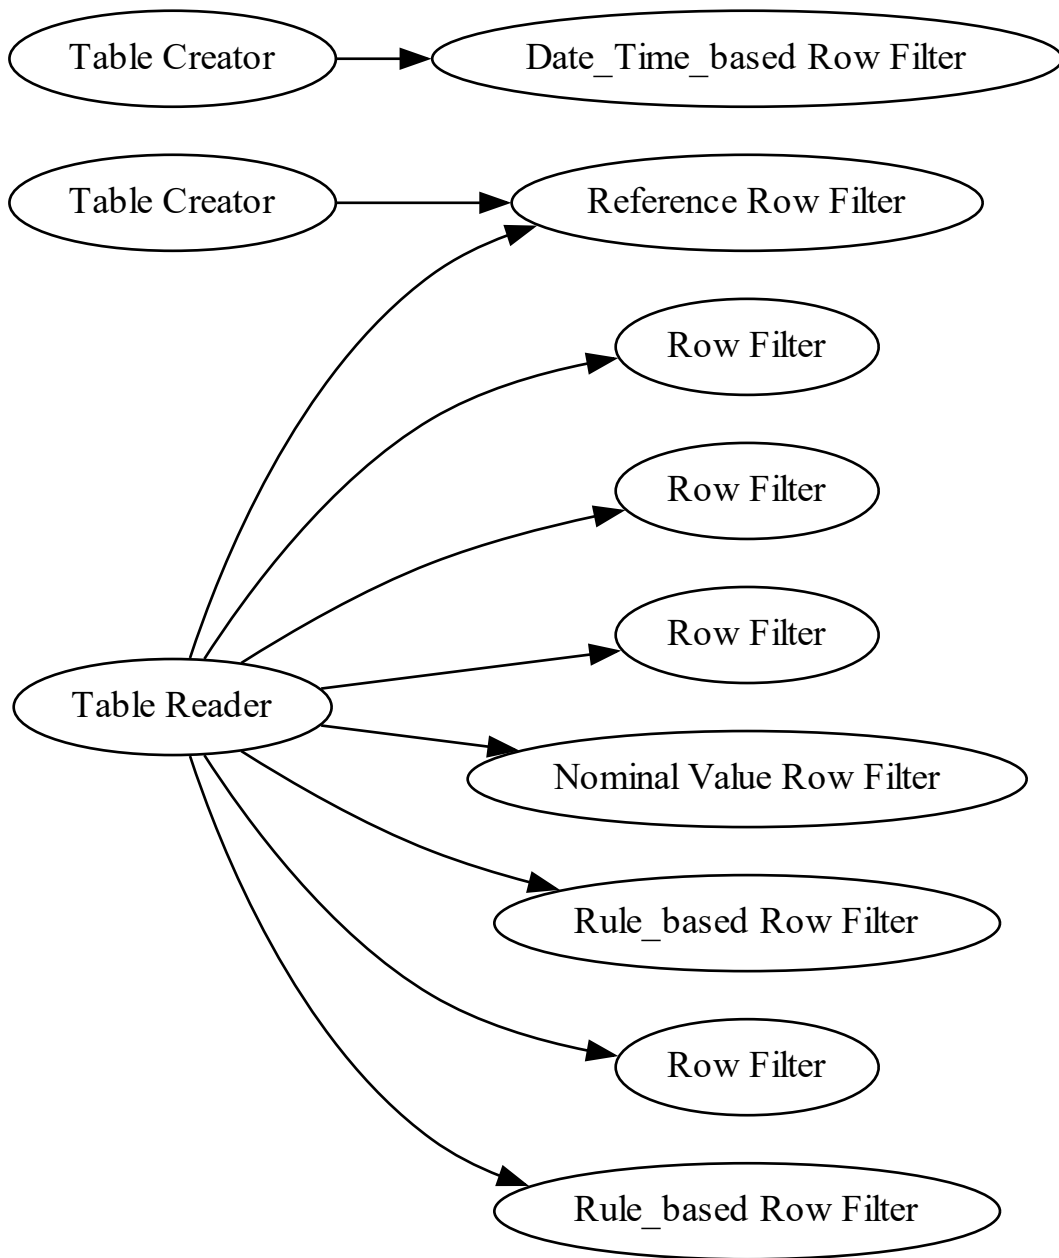 Table Creator
Date_Time_based Row Filter
Table Creator
Reference Row Filter
Row Filter
Row Filter
Row Filter
Table Reader
Nominal Value Row Filter
Rule_based Row Filter
Row Filter
Rule_based Row Filter